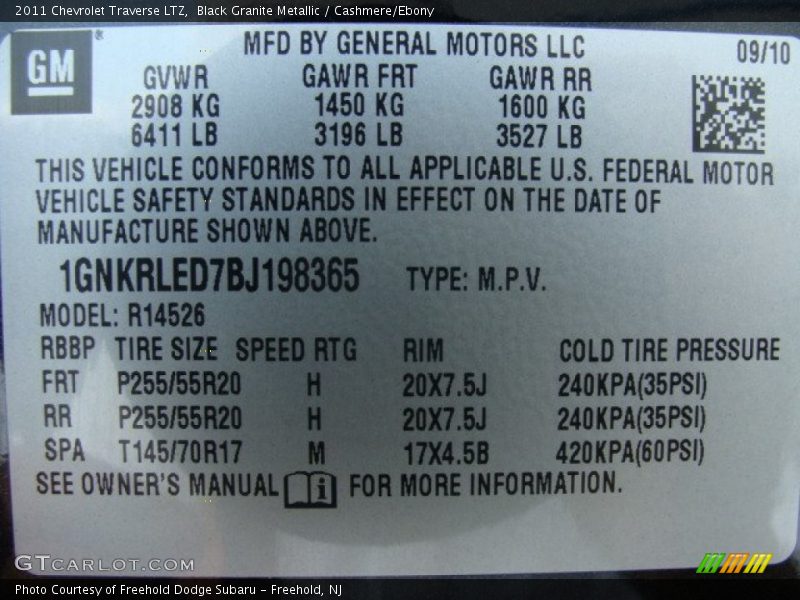 2011 Chevrolet Traverse LTZ,  Black Granite Metallic / Cashmere/Ebony
GM®
MFD BY GENERAL MOTORS LLC
09/10
GVWR GAWR FRT GAWR RR
2908 KG 1450 KG 1600 KG
6411 LB 3196 LB 3527 LB
THIS VEHICLE CONFORMS TO ALL APPLICABLE U.S. FEDERAL MOTOR
VEHICLE SAFETY STANDARDS IN EFFECT ON THE DATE OF
MANUFACTURE SHOWN ABOVE.
1GNKRLED7BJ198365 TYPE: M.P.V.
MODEL: R14526
RBBP TIRE SIZE SPEED RTG RIM COLD TIRE PRESSURE
FRT P255/55R20 H 20X7.5J 240KPA(35PSI)
RR P255/55R20 H 20X7.5J 240KPA(35PSI)
SPA T145/70R17 M 17X4.5B 420KPA(60PSI)
SEE OWNER'S MANUAL i FOR MORE INFORMATION.
GTCARLOT.COM
Photo Courtesy of Freehold Dodge Subaru - Freehold, NJ